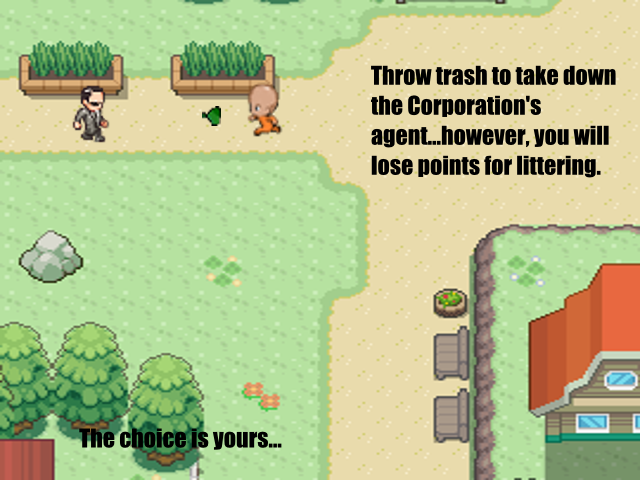 Throw trash to take down
the Corporation's
agent...however, you will
lose points for littering.
The choice is yours...